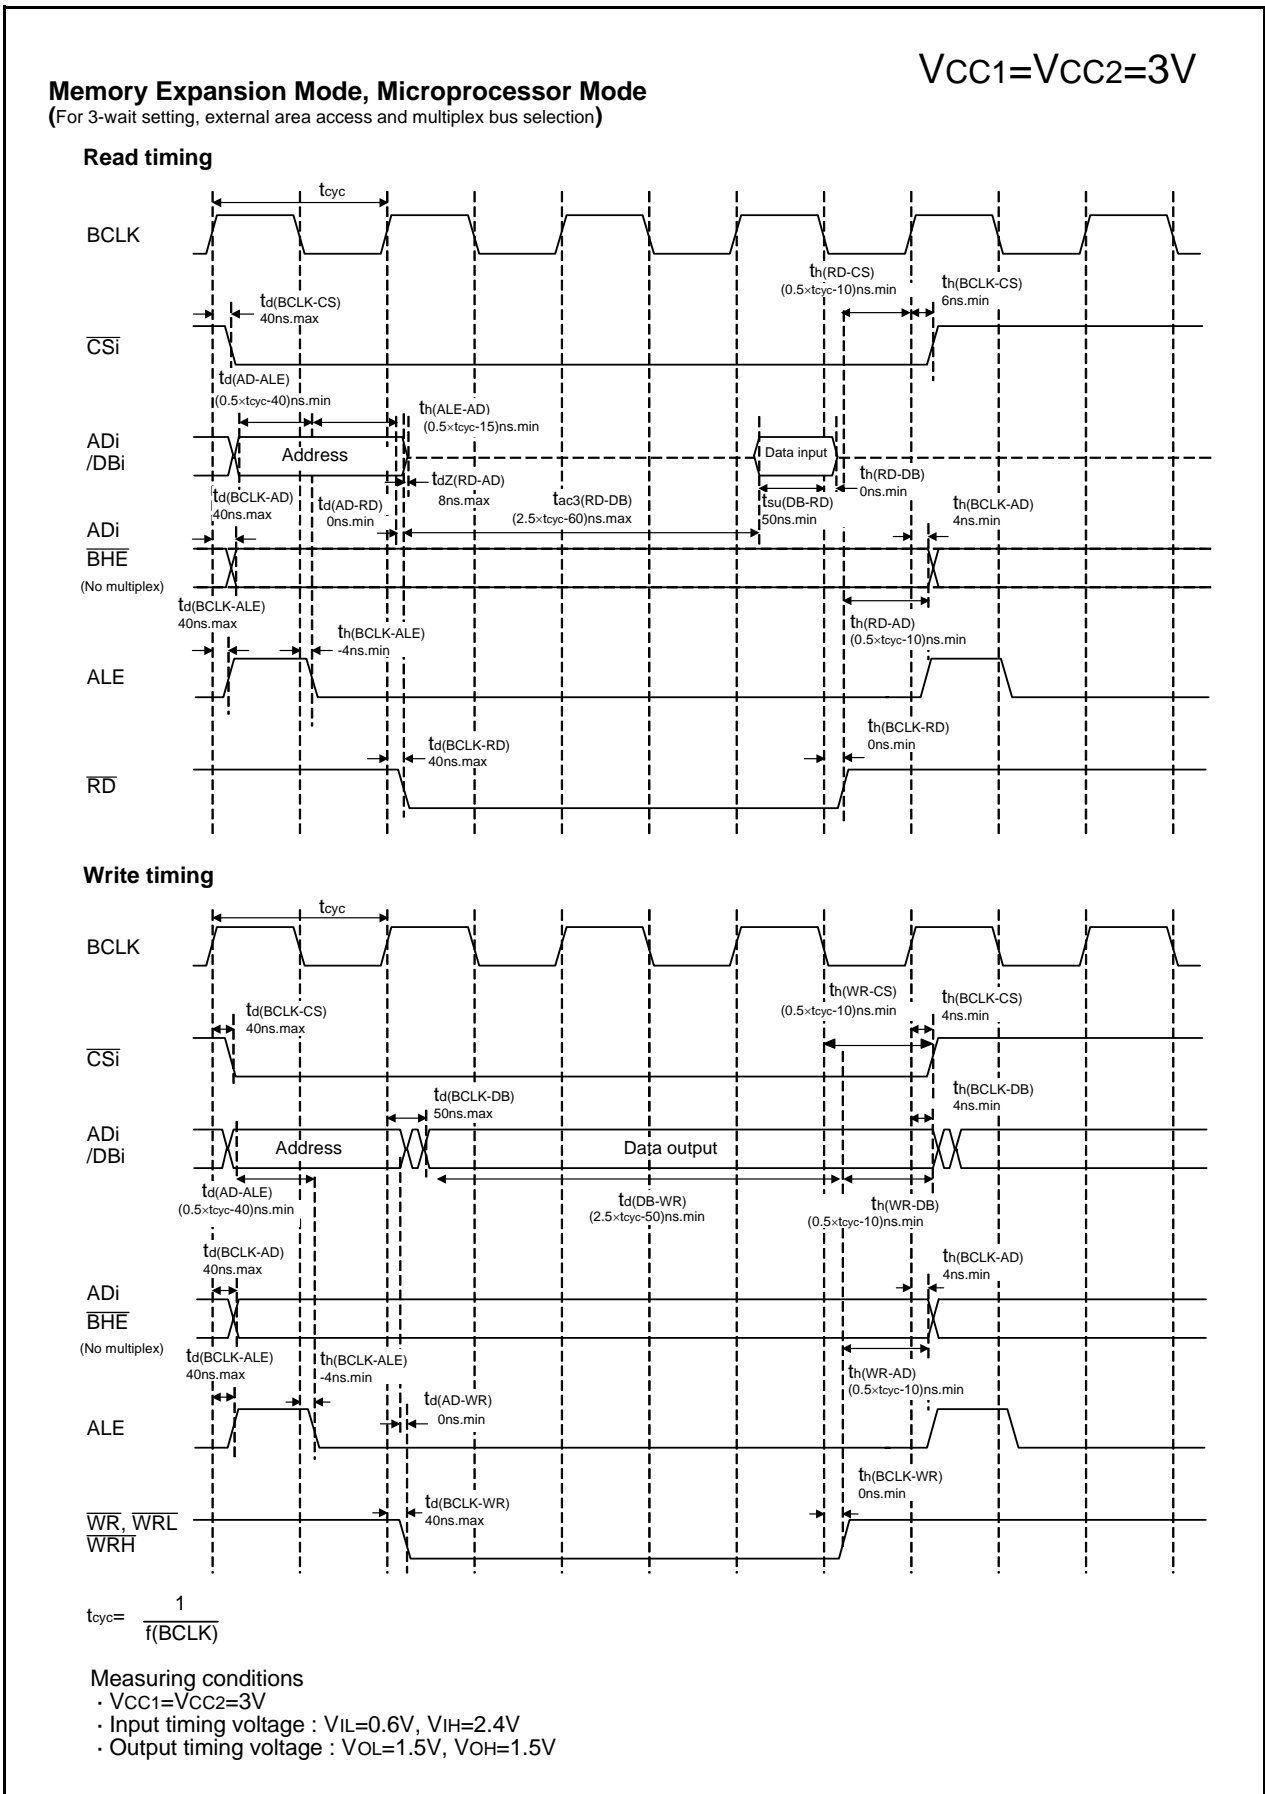 VCC1=VCC2=3V
Memory Expansion Mode, Microprocessor Mode
(For 3-wait setting, external area access and multiplex bus selection)
Read timing
tcyc
BCLK
th(RD-CS)
(0.5×tcyc-10)ns.min
th(BCLK-CS)
6ns.min
td(BCLK-CS)
40ns.max
CSi
td(AD-ALE)
(0.5×tcyc-40)ns.min
th(ALE-AD)
(0.5×tcyc-15)ns.min
ADi
/DBi
Address
Data input
tdZ(RD-AD)
8ns.max
th(RD-DB)
0ns.min
td(BCLK-AD)
40ns.max
td(AD-RD)
0ns.min
tac3(RD-DB)
(2.5×tcyc-60)ns.max
tsu(DB-RD)
50ns.min
th(BCLK-AD)
4ns.min
ADi
BHE
(No multiplex)
td(BCLK-ALE)
40ns.max
th(BCLK-ALE)
-4ns.min
th(RD-AD)
(0.5×tcyc-10)ns.min
ALE
td(BCLK-RD)
40ns.max
th(BCLK-RD)
0ns.min
RD
Write timing
tcyc
BCLK
th(WR-CS)
(0.5×tcyc-10)ns.min
th(BCLK-CS)
4ns.min
td(BCLK-CS)
40ns.max
CSi
td(BCLK-DB)
50ns.max
th(BCLK-DB)
4ns.min
ADi
/DBi
Address
Data output
td(AD-ALE)
(0.5×tcyc-40)ns.min
td(DB-WR)
(2.5×tcyc-50)ns.min
th(WR-DB)
(0.5×tcyc-10)ns.min
td(BCLK-AD)
40ns.max
th(BCLK-AD)
4ns.min
ADi
BHE
(No multiplex)
td(BCLK-ALE)
40ns.max
th(BCLK-ALE)
-4ns.min
th(WR-AD)
(0.5×tcyc-10)ns.min
td(AD-WR)
0ns.min
ALE
th(BCLK-WR)
0ns.min
td(BCLK-WR)
40ns.max
WR, WRL
WRH
tcyc= 1
f(BCLK)
Measuring conditions
· VCC1=VCC2=3V
· Input timing voltage : VIL=0.6V, VIH=2.4V
· Output timing voltage : VOL=1.5V, VOH=1.5V